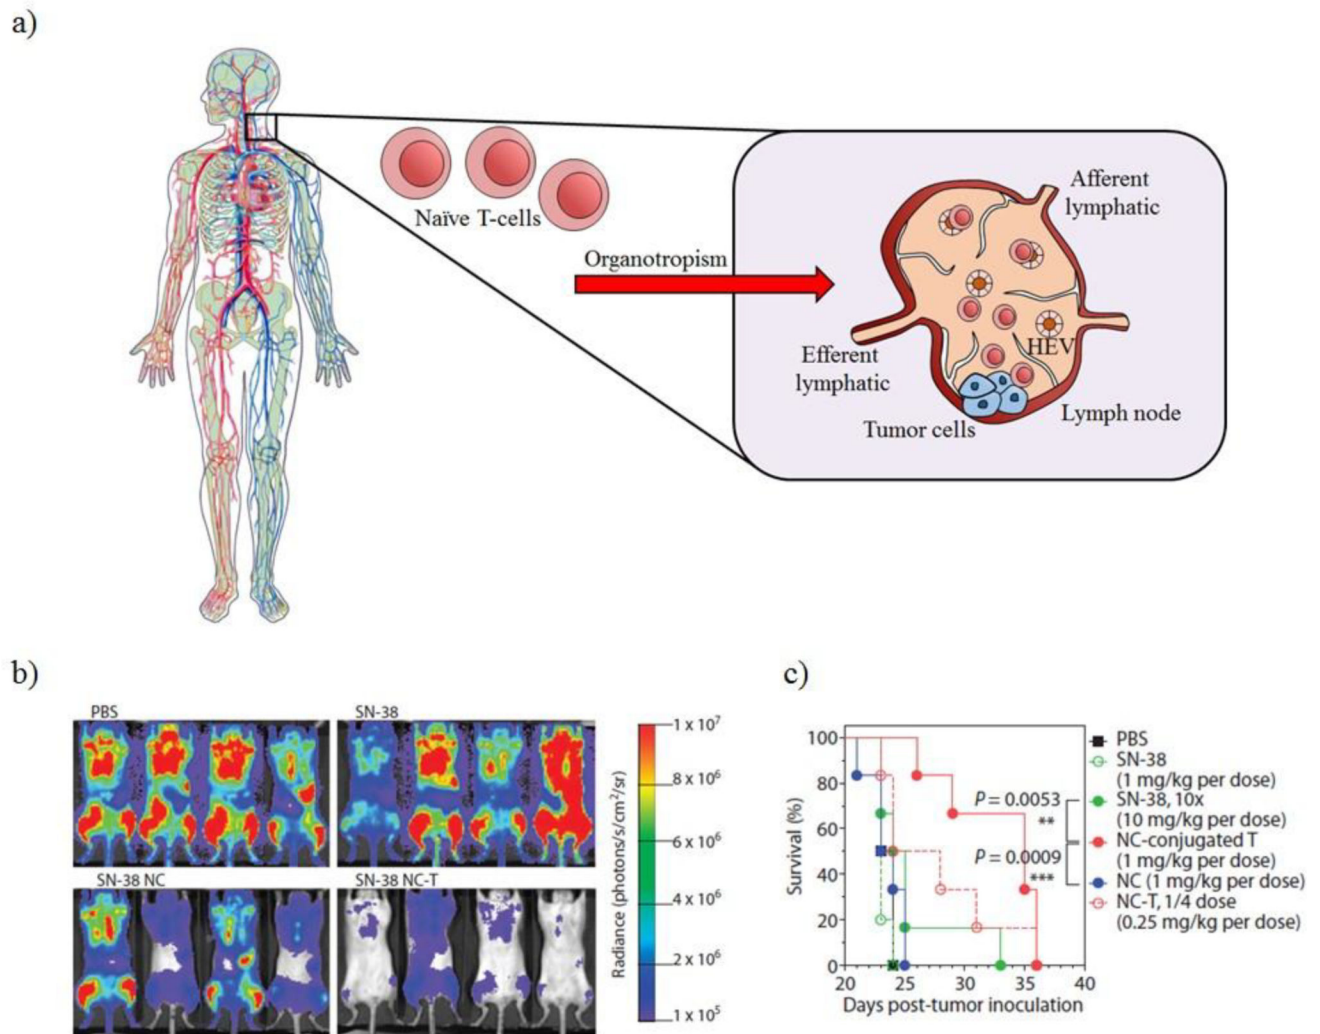 a)
Naïve T-cells
Organotropism
Afferent
lymphatic
HEV
Efferent
lymphatic
Lymph node
Tumor cells
b)
PBS
SN-38
SN-38 NC
SN-38 NC-T
1 x 10⁷
8 x 10⁶
6 x 10⁶
4 x 10⁶
2 x 10⁶
1 x 10⁵
Radiance (photons/s/cm²/sr)
c)
100
80
60
40
20
0
Survival (%)
20 25 30 35 40
Days post-tumor inoculation
P = 0.0053
**
P = 0.0009
***
PBS
SN-38
(1 mg/kg per dose)
SN-38, 10x
(10 mg/kg per dose)
NC-conjugated T
(1 mg/kg per dose)
NC (1 mg/kg per dose)
NC-T, 1/4 dose
(0.25 mg/kg per dose)